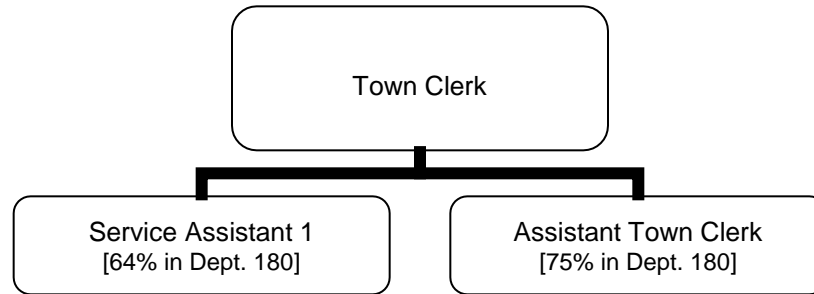 Town Clerk
Service Assistant 1
[64% in Dept. 180]
Assistant Town Clerk
[75% in Dept. 180]